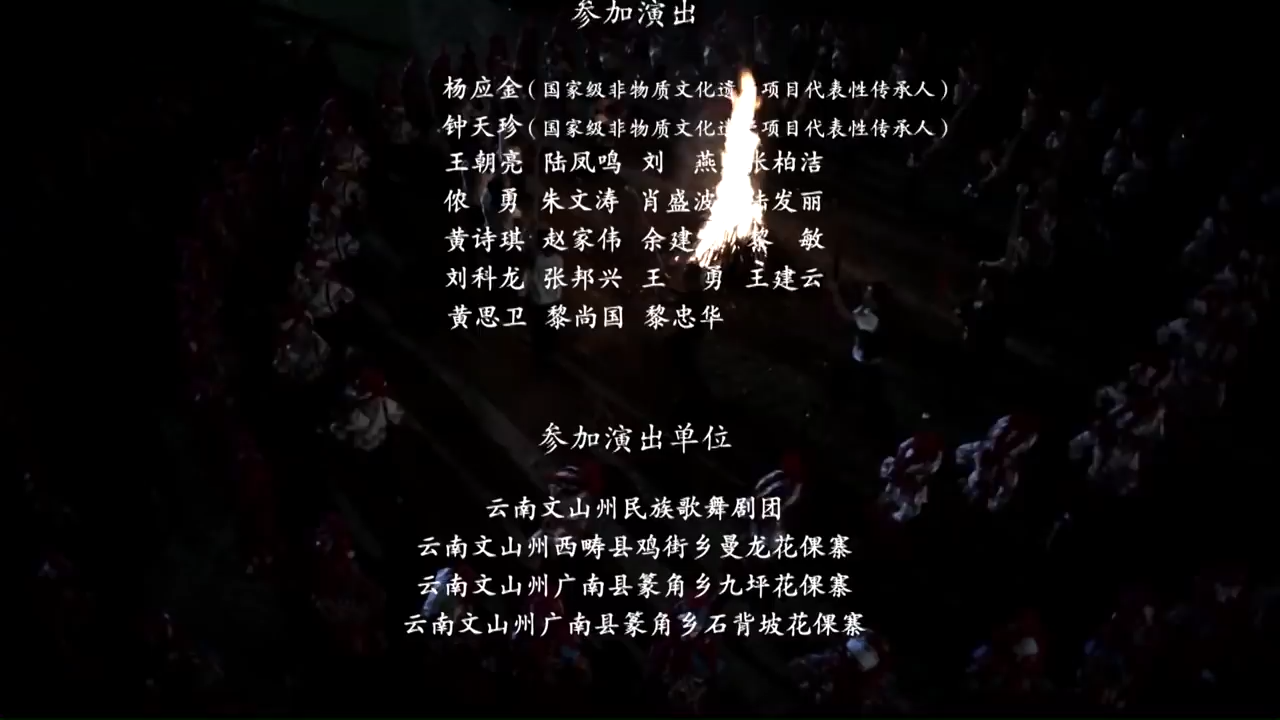 参加演出
杨应金（国家级非物质文化遗 项目代表性传承人）
钟天珍（国家级非物质文化 项目代表性传承人）
王朝亮 陆凤鸣 刘 燕 张柏洁
侬 勇 朱文涛 肖盛波 陆发丽
黄诗琪 赵家伟 余建 黎 敏
刘科龙 张邦兴 王 勇 王建云
黄思卫 黎尚国 黎忠华
参加演出单位
云南文山州民族歌舞剧团
云南文山州西畴县鸡街乡曼龙花倮寨
云南文山州广南县篆角乡九坪花倮寨
云南文山州广南县篆角乡石背坡花倮寨